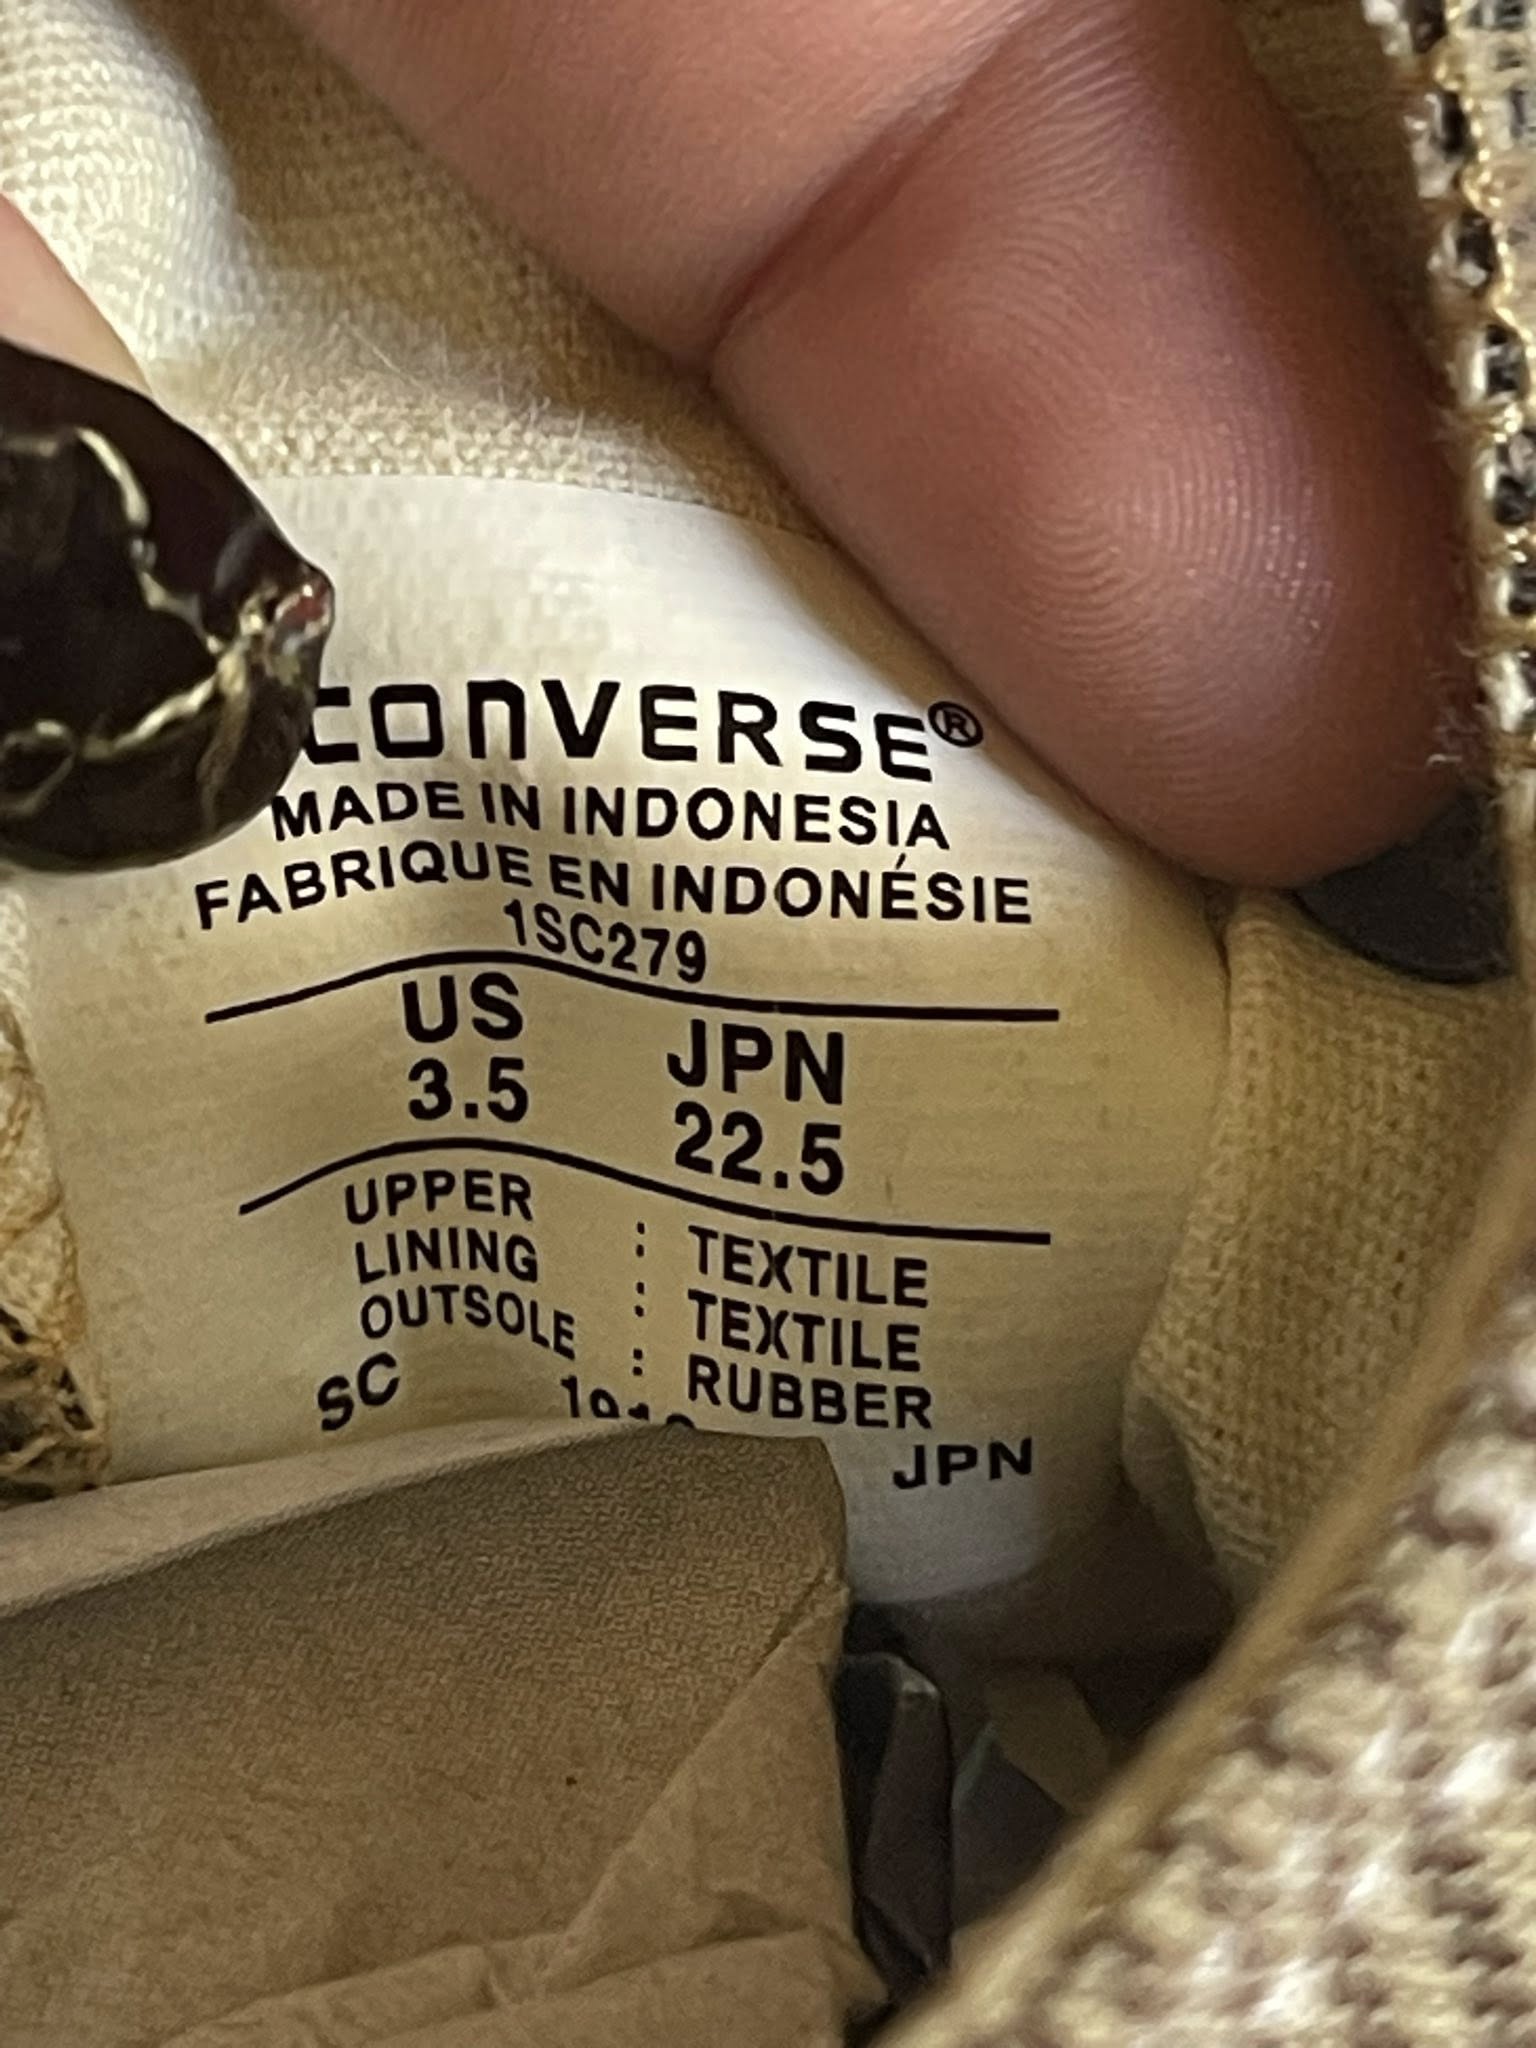 CONVERSE®
MADE IN INDONESIA
FABRIQUE EN INDONÉSIE
1SC279
US JPN
3.5 22.5
UPPER : TEXTILE
LINING : TEXTILE
OUTSOLE : RUBBER
SC JPN